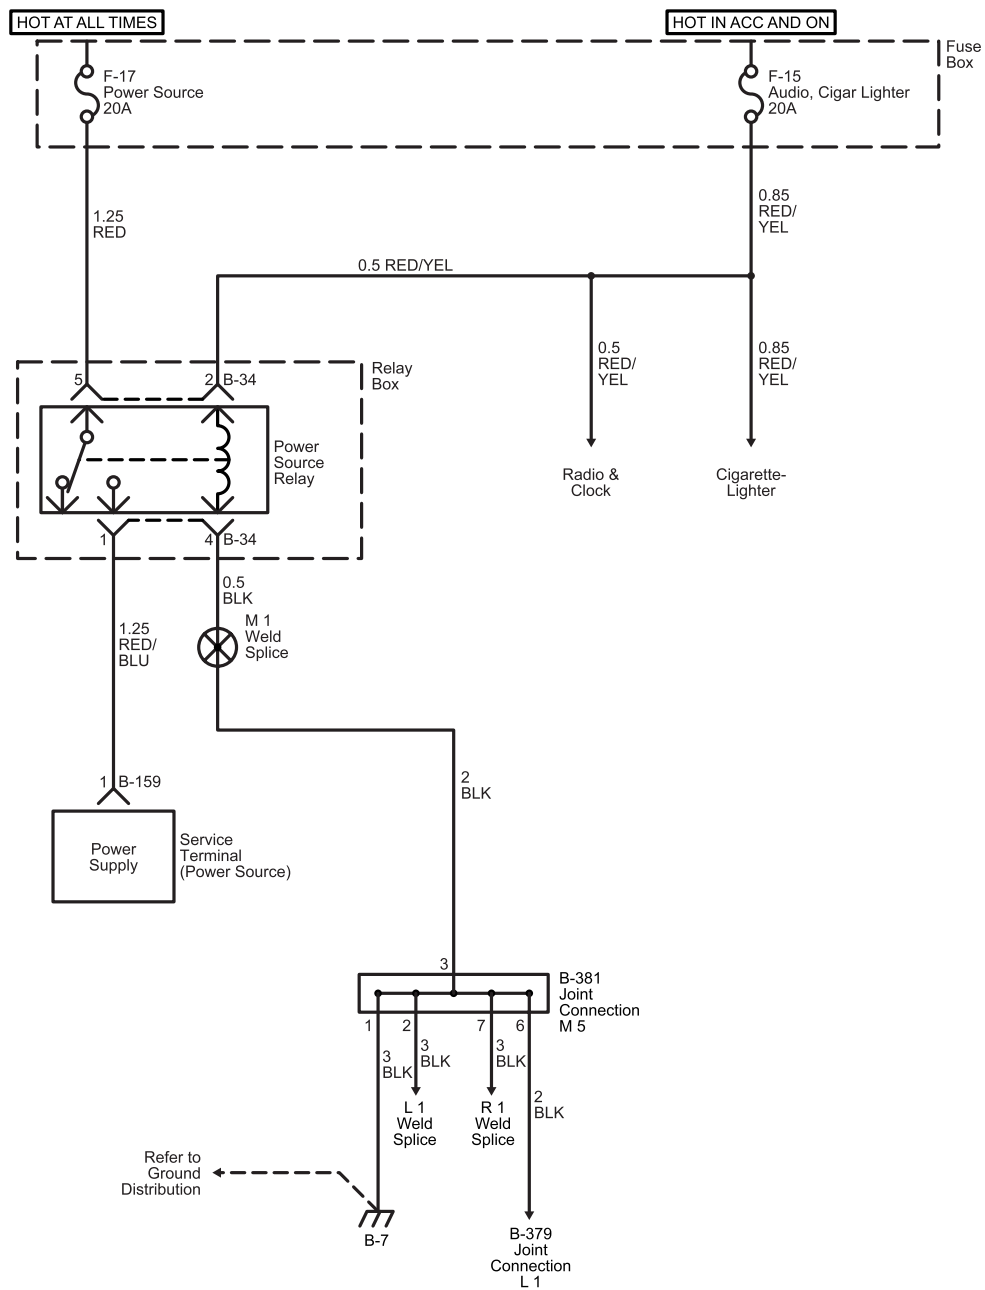 HOT AT ALL TIMES
HOT IN ACC AND ON
Fuse
Box
F-17
Power Source
20A
F-15
Audio, Cigar Lighter
20A
1.25
RED
0.85
RED/
YEL
0.5 RED/YEL
0.5
RED/
YEL
0.85
RED/
YEL
Relay
Box
5
2
B-34
Power
Source
Relay
Radio &
Clock
Cigarette-
Lighter
1
4
B-34
0.5
BLK
M 1
Weld
Splice
1.25
RED/
BLU
1
B-159
2
BLK
Power
Supply
Service
Terminal
(Power Source)
3
B-381
Joint
Connection
M 5
1
2
7
6
3
BLK
3
BLK
3
BLK
2
BLK
L 1
Weld
Splice
R 1
Weld
Splice
Refer to
Ground
Distribution
B-7
B-379
Joint
Connection
L 1